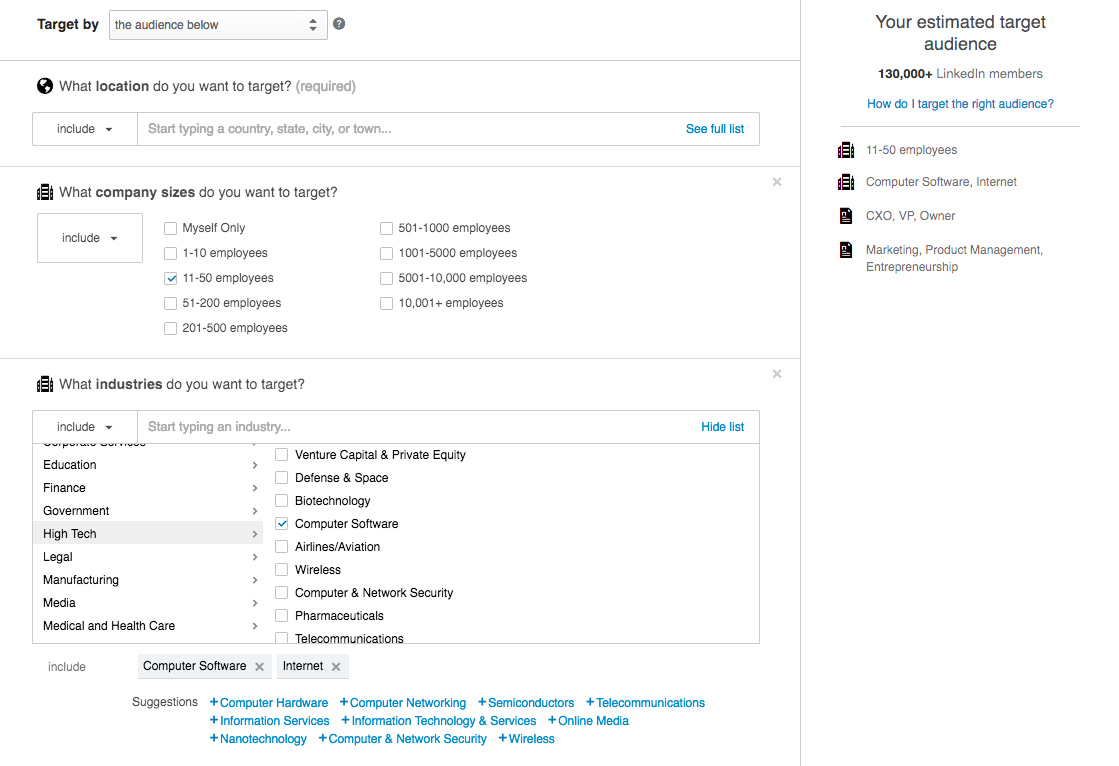 Target by the audience below ?
What location do you want to target? (required)
include Start typing a country, state, city, or town... See full list
What company sizes do you want to target?
include
Myself Only
1-10 employees
11-50 employees
51-200 employees
201-500 employees
501-1000 employees
1001-5000 employees
5001-10,000 employees
10,001+ employees
What industries do you want to target?
include Start typing an industry... Hide list
Corporate Services
Education
Finance
Government
High Tech
Legal
Manufacturing
Media
Medical and Health Care
Venture Capital & Private Equity
Defense & Space
Biotechnology
Computer Software
Airlines/Aviation
Wireless
Computer & Network Security
Pharmaceuticals
Telecommunications
include Computer Software × Internet ×
Suggestions +Computer Hardware +Computer Networking +Semiconductors +Telecommunications
+Information Services +Information Technology & Services +Online Media
+Nanotechnology +Computer & Network Security +Wireless
Your estimated target
audience
130,000+ LinkedIn members
How do I target the right audience?
11-50 employees
Computer Software, Internet
CXO, VP, Owner
Marketing, Product Management,
Entrepreneurship